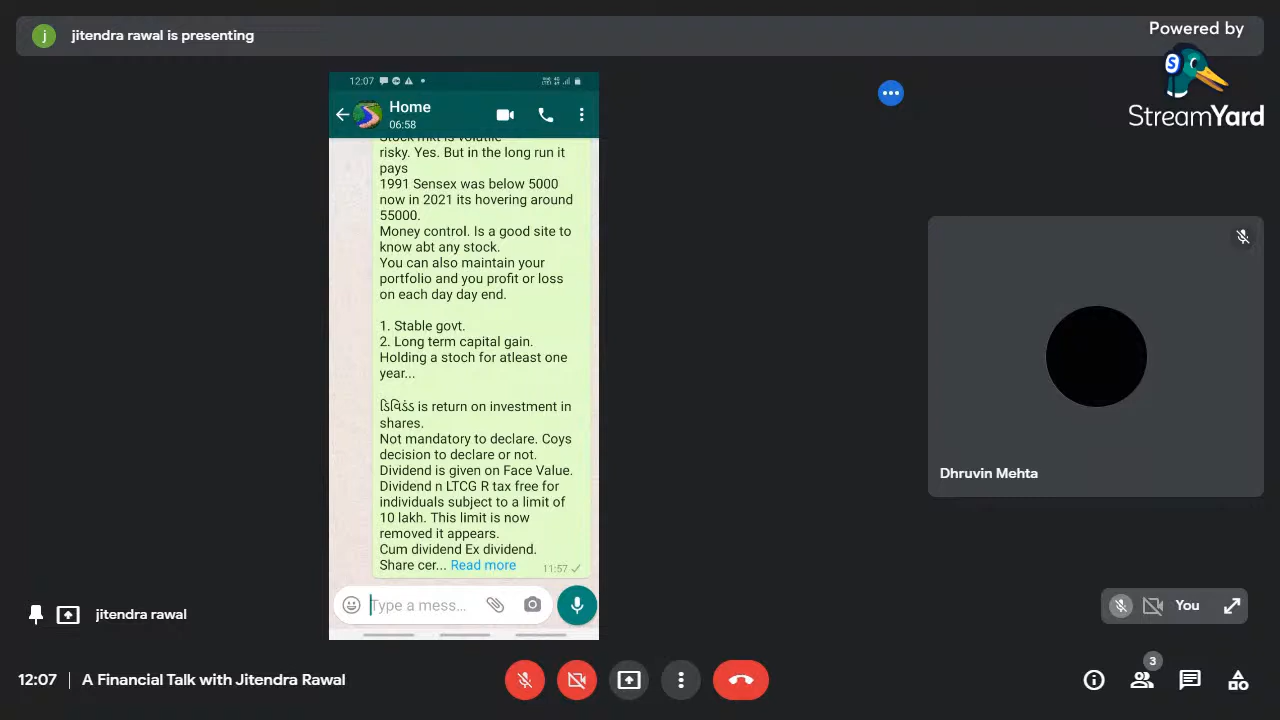 j
jitendra rawal is presenting
Powered by
StreamYard
12:07
Home
06:58
Stock mkt is volatile
risky. Yes. But in the long run it
pays
1991 Sensex was below 5000
now in 2021 its hovering around
55000.
Money control. Is a good site to
know abt any stock.
You can also maintain your
portfolio and you profit or loss
on each day day end.
1. Stable govt.
2. Long term capital gain.
Holding a stoch for atleast one
year...
ડિવિડંડ is return on investment in
shares.
Not mandatory to declare. Coys
decision to declare or not.
Dividend is given on Face Value.
Dividend n LTCG R tax free for
individuals subject to a limit of
10 lakh. This limit is now
removed it appears.
Cum dividend Ex dividend.
Share cer... Read more
11:57
Type a mess...
Dhruvin Mehta
jitendra rawal
You
12:07 | A Financial Talk with Jitendra Rawal
3